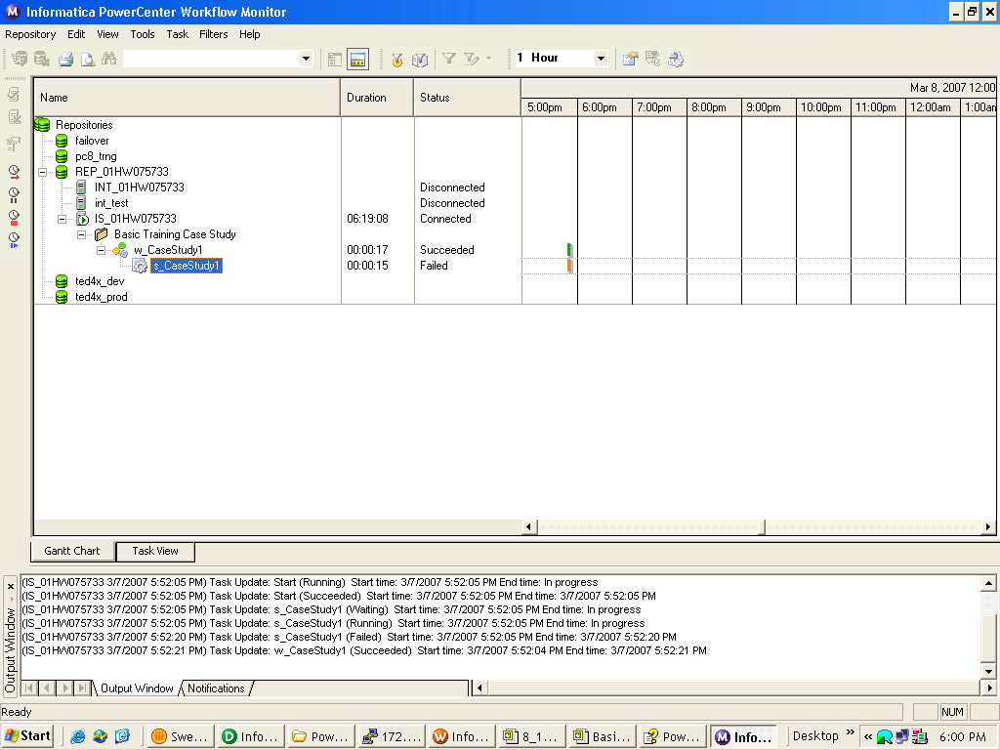 Informatica PowerCenter Workflow Monitor
Repository Edit View Tools Task Filters Help
1 Hour
Name Duration Status Mar 8, 2007 12:00
5:00pm 6:00pm 7:00pm 8:00pm 9:00pm 10:00pm 11:00pm 12:00am 1:00am
Repositories
failover
pc8_trng
REP_01HW075733
INT_01HW075733 Disconnected
int_test Disconnected
IS_01HW075733 06:19:08 Connected
Basic Training Case Study
w_CaseStudy1 00:00:17 Succeeded
s_CaseStudy1 00:00:15 Failed
ted4x_dev
ted4x_prod
Gantt Chart Task View
Output Window
(IS_01HW075733 3/7/2007 5:52:05 PM) Task Update: Start (Running) Start time: 3/7/2007 5:52:05 PM End time: In progress
(IS_01HW075733 3/7/2007 5:52:05 PM) Task Update: Start (Succeeded) Start time: 3/7/2007 5:52:05 PM End time: 3/7/2007 5:52:05 PM
(IS_01HW075733 3/7/2007 5:52:05 PM) Task Update: s_CaseStudy1 (Waiting) Start time: 3/7/2007 5:52:05 PM End time: In progress
(IS_01HW075733 3/7/2007 5:52:05 PM) Task Update: s_CaseStudy1 (Running) Start time: 3/7/2007 5:52:05 PM End time: In progress
(IS_01HW075733 3/7/2007 5:52:20 PM) Task Update: s_CaseStudy1 (Failed) Start time: 3/7/2007 5:52:05 PM End time: 3/7/2007 5:52:20 PM
(IS_01HW075733 3/7/2007 5:52:21 PM) Task Update: w_CaseStudy1 (Succeeded) Start time: 3/7/2007 5:52:04 PM End time: 3/7/2007 5:52:21 PM
Output Window Notifications
Ready NUM
Start Swe... Info... Pow... 172.... Info... 8_1... Basi... Pow... Info... Desktop » « 6:00 PM